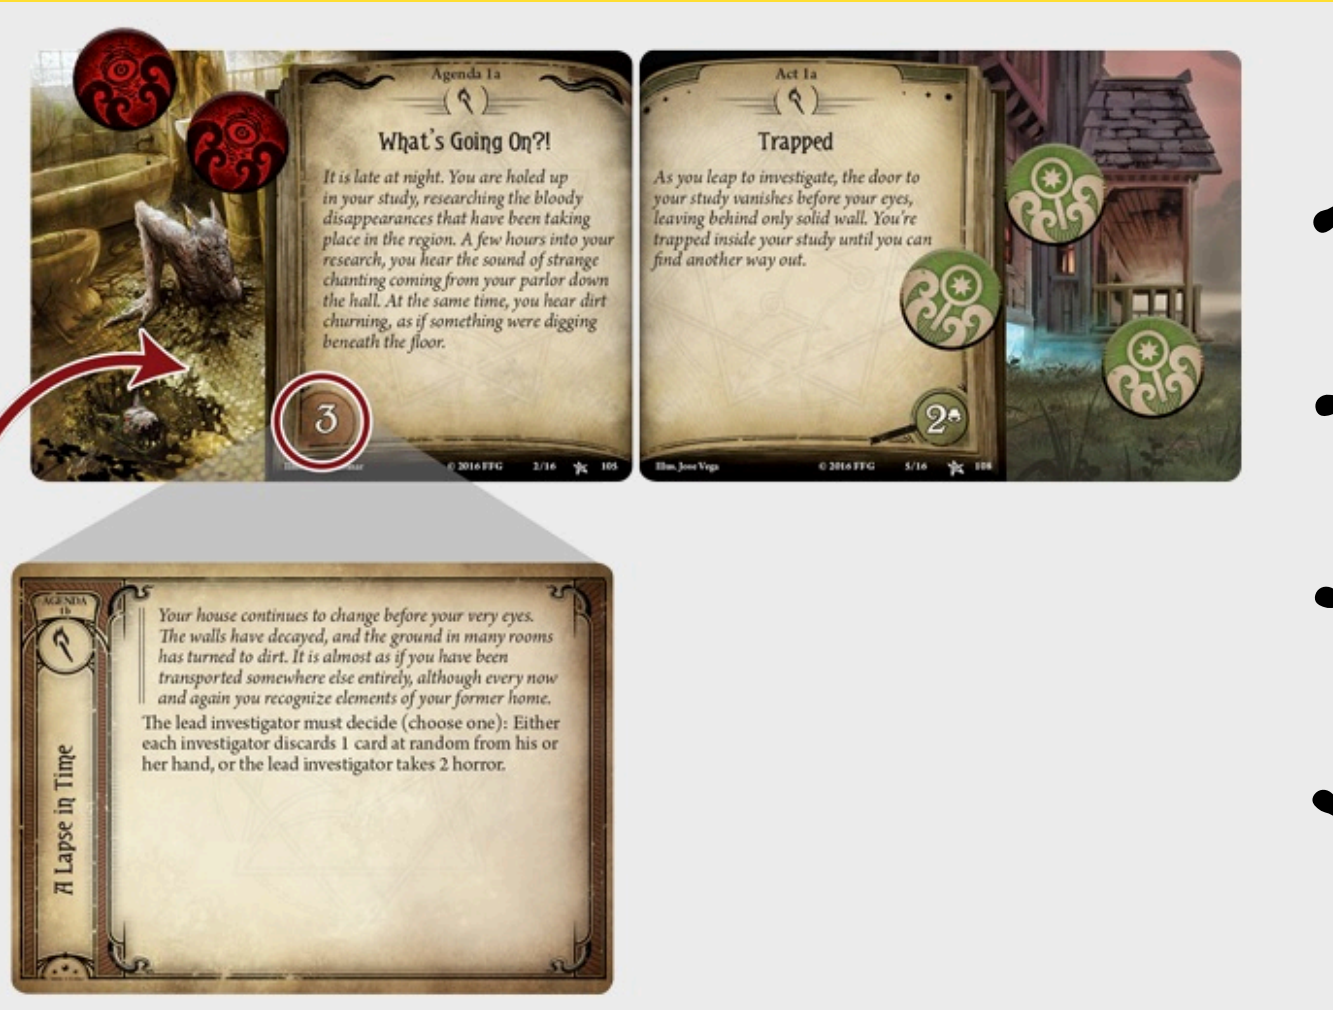 Agenda 1a
What's Going On?!
It is late at night. You are holed up
in your study, researching the bloody
disappearances that have been taking
place in the region. A few hours into your
research, you hear the sound of strange
chanting coming from your parlor down
the hall. At the same time, you hear dirt
churning, as if something were digging
beneath the floor.
3
© 2016 FFG 2/16 105
Act 1a
Trapped
As you leap to investigate, the door to
your study vanishes before your eyes,
leaving behind only solid wall. You're
trapped inside your study until you can
find another way out.
2
Illus. Jose Vega © 2016 FFG 5/16 108
AGENDA
1b
A Lapse in Time
Your house continues to change before your very eyes.
The walls have decayed, and the ground in many rooms
has turned to dirt. It is almost as if you have been
transported somewhere else entirely, although every now
and again you recognize elements of your former home.
The lead investigator must decide (choose one): Either
each investigator discards 1 card at random from his or
her hand, or the lead investigator takes 2 horror.